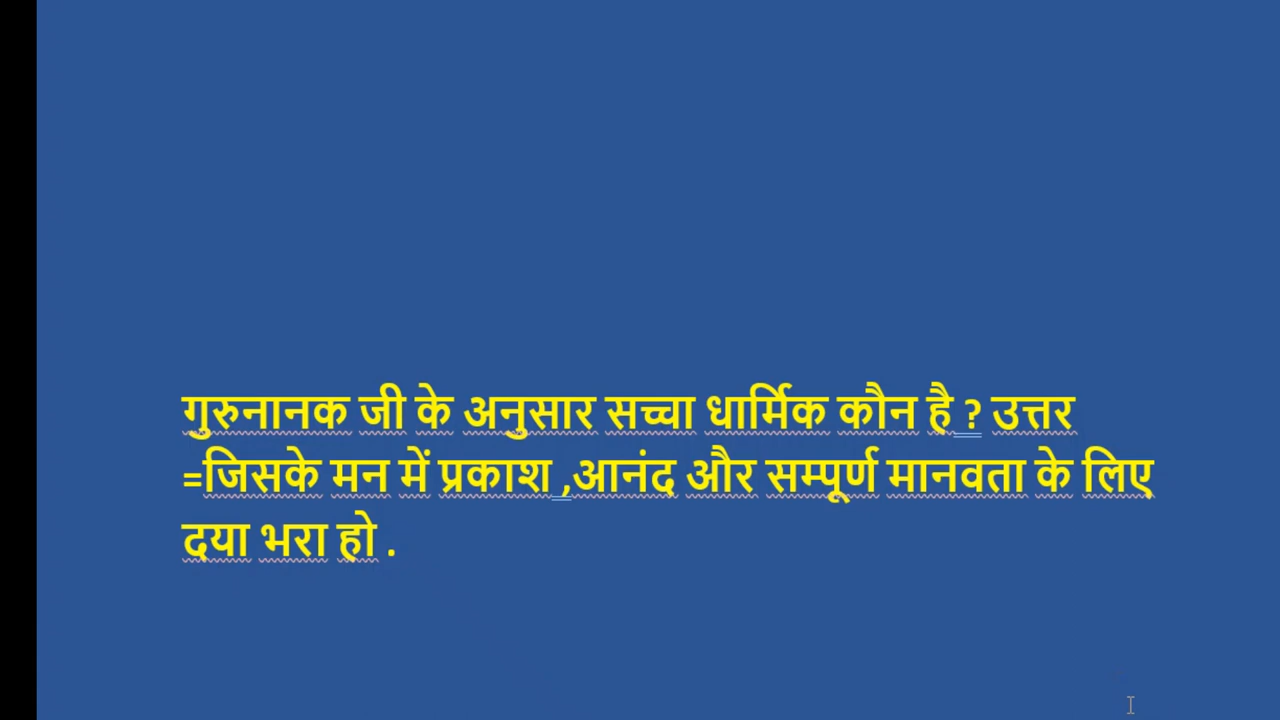 गुरुनानक जी के अनुसार सच्चा धार्मिक कौन है ? उत्तर
=जिसके मन में प्रकाश ,आनंद और सम्पूर्ण मानवता के लिए
दया भरा हो .